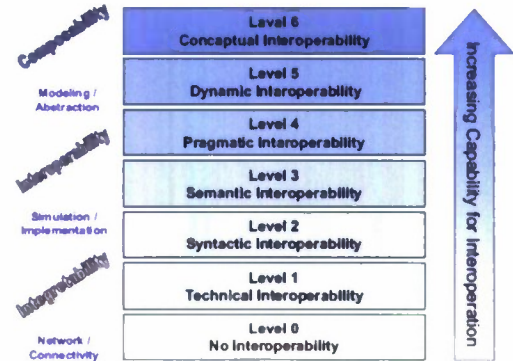 Composability
Modeling /
Abstraction
Interoperability
Simulation /
Implementation
Integratability
Network /
Connectivity
Laval 6
Concaptual Interoperability
Level 5
Dynamic Interoperability
Level 4
Pragmatic Interoperability
Level 3
Semantic Interoperability
Level 2
Syntactic Interoperability
Level 1
Technical Interoperability
Level 0
No Interoperability
Increasing Capability for Interoperation